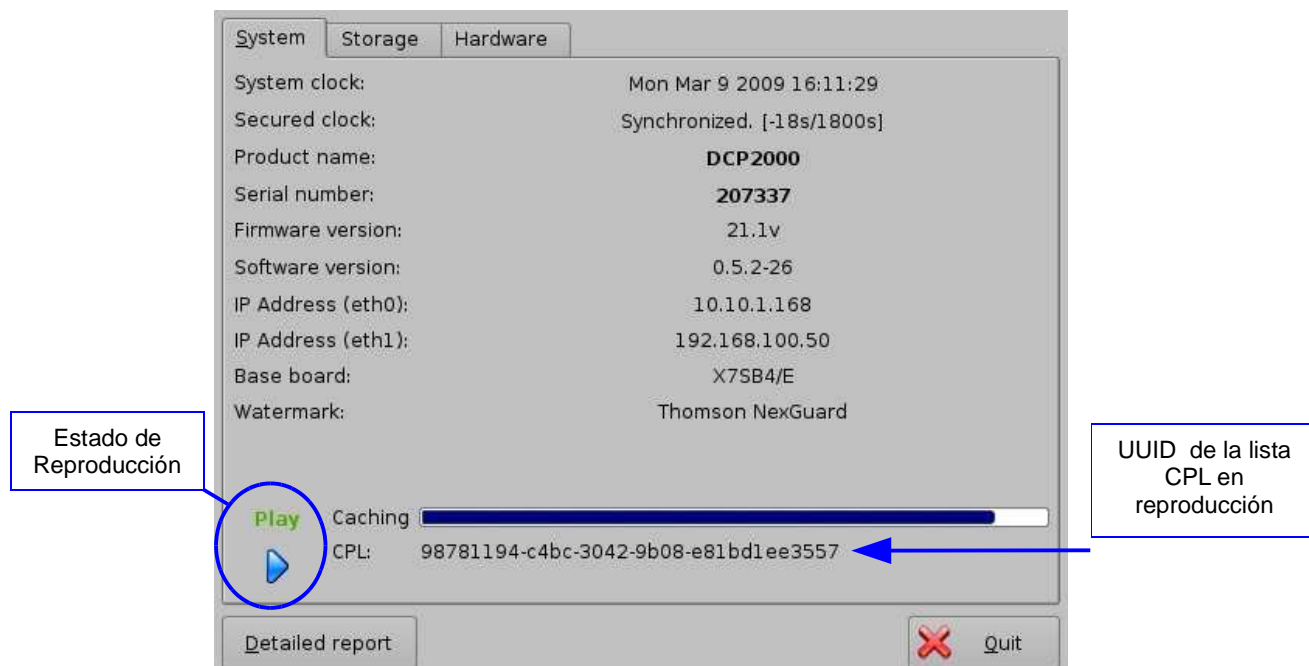 System Storage Hardware
System clock: Mon Mar 9 2009 16:11:29
Secured clock: Synchronized. [-18s/1800s]
Product name: DCP2000
Serial number: 207337
Firmware version: 21.1v
Software version: 0.5.2-26
IP Address (eth0): 10.10.1.168
IP Address (eth1): 192.168.100.50
Base board: X7SB4/E
Watermark: Thomson NexGuard
Estado de
Reproducción
UUID de la lista
CPL en
reproducción
Play Caching
CPL: 98781194-c4bc-3042-9b08-e81bd1ee3557
Detailed report Quit